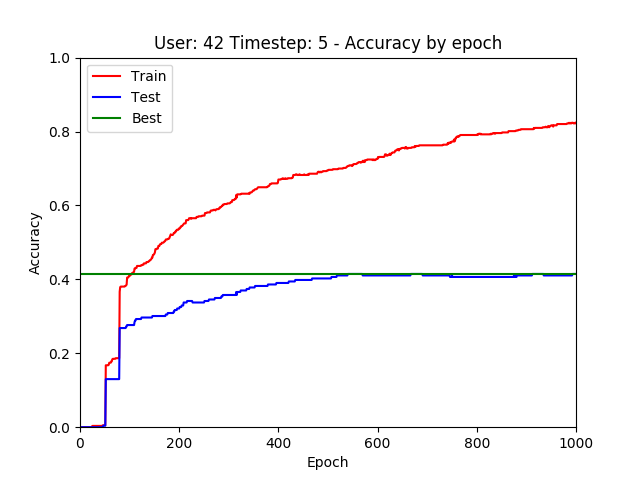 User: 42 Timestep: 5 - Accuracy by epoch
Train
Test
Best
1.0
0.8
0.6
0.4
0.2
0.0
Accuracy
0 200 400 600 800 1000
Epoch